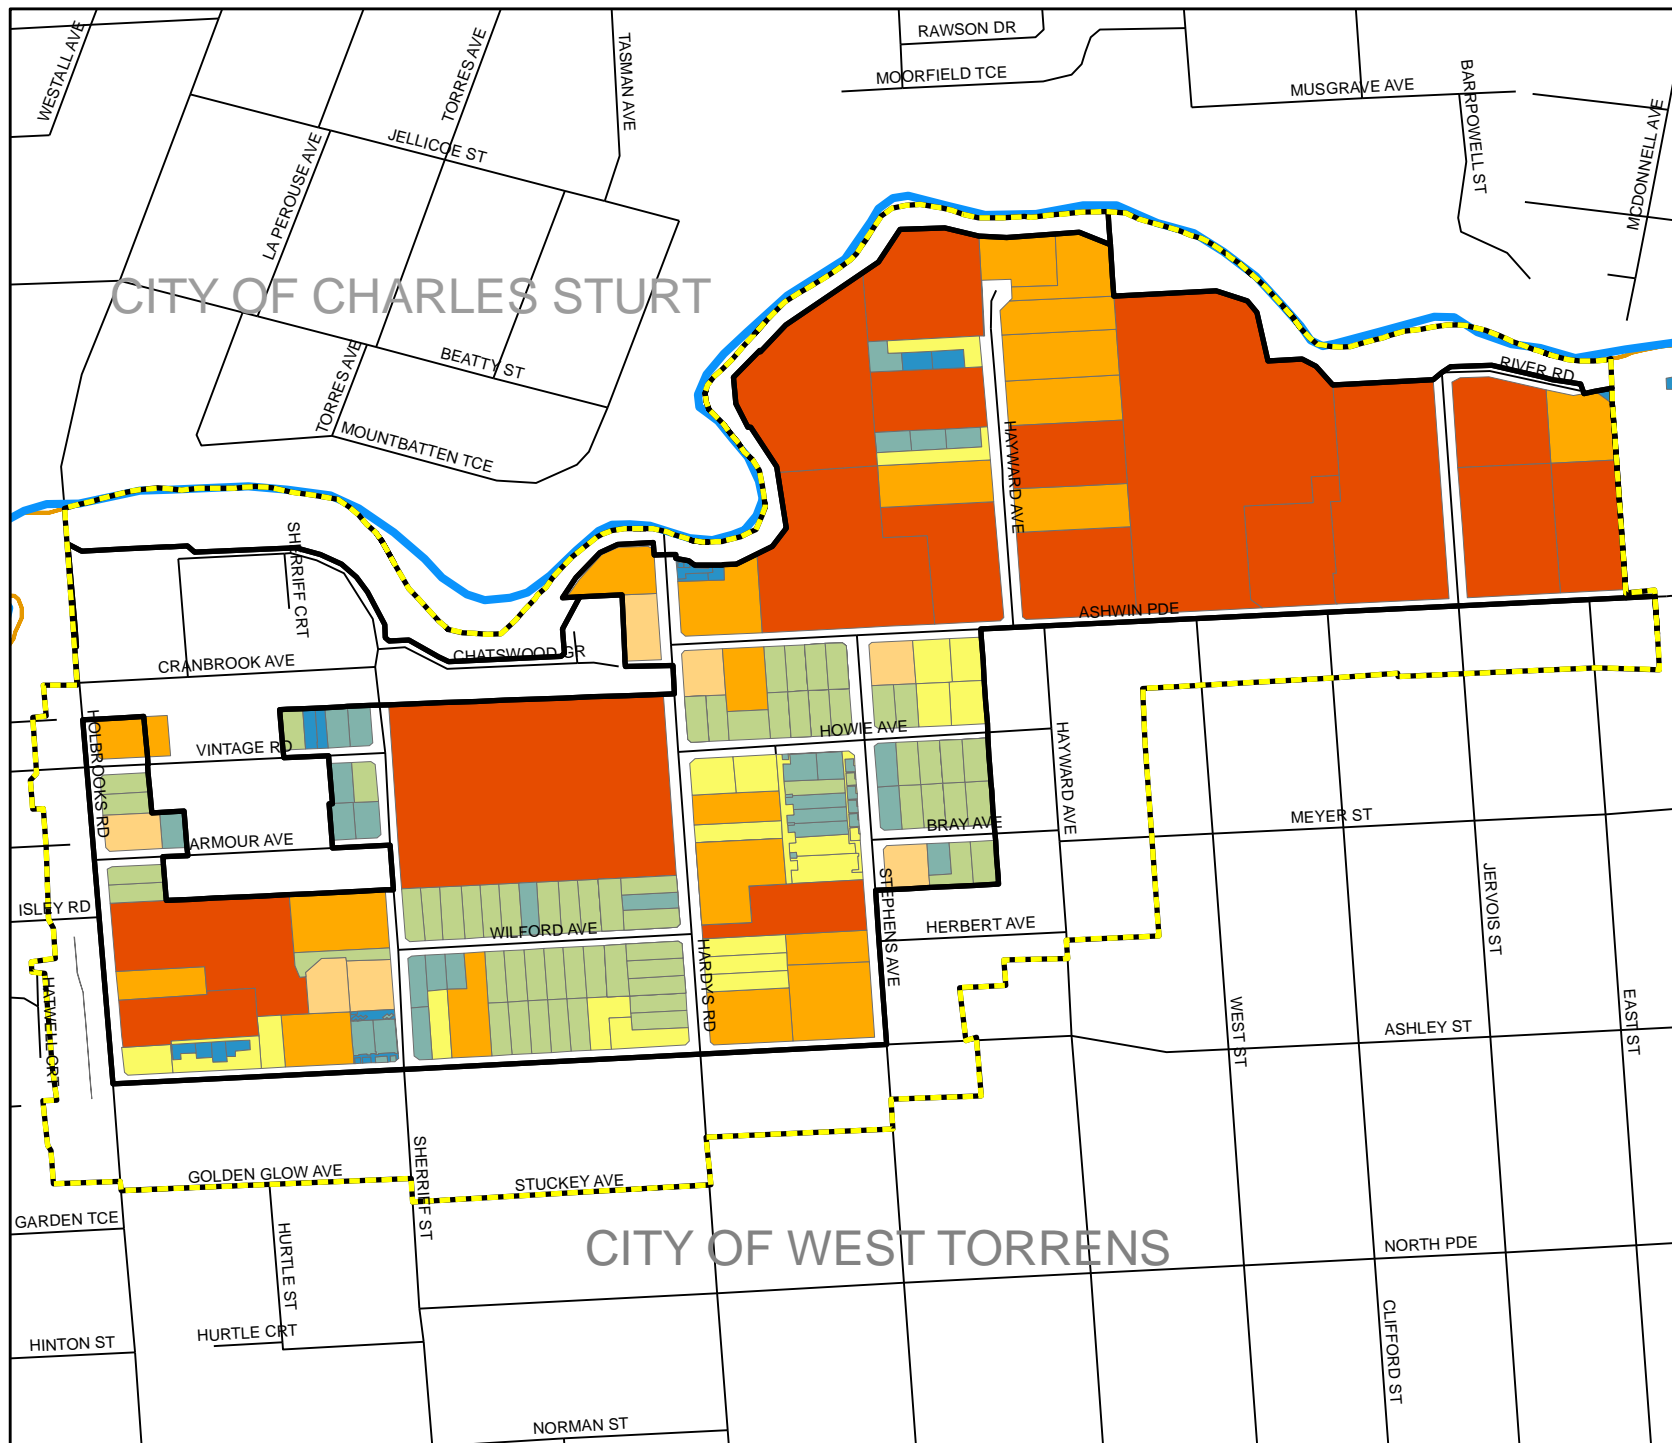 RAWSON DR
WESTALL AVE
TORRES AVE
TASMAN AVE
MOORFIELD TCE
MUSGRAVE AVE
BARRPOWELL ST
MCDONNELL AVE
JELLICOE ST
LA PEROUSE AVE
CITY OF CHARLES STURT
BEATTY ST
TORRES AVE
MOUNTBATTEN TCE
RIVER RD
HAYWARD AVE
SHERRIFF CRT
ASHWIN PDE
CHATSWOOD GR
CRANBROOK AVE
HOLBROOKS RD
VINTAGE RD
HOWIE AVE
HAYWARD AVE
ARMOUR AVE
BRAY AVE
MEYER ST
JERVOIS ST
ISLEY RD
WILFORD AVE
STEPHENS AVE
HERBERT AVE
HARDYS RD
HATWELL CRT
WEST ST
EAST ST
ASHLEY ST
SHERRIFF ST
GOLDEN GLOW AVE
STUCKEY AVE
GARDEN TCE
HURTLE ST
CITY OF WEST TORRENS
NORTH PDE
CLIFFORD ST
HINTON ST
HURTLE CRT
NORMAN ST